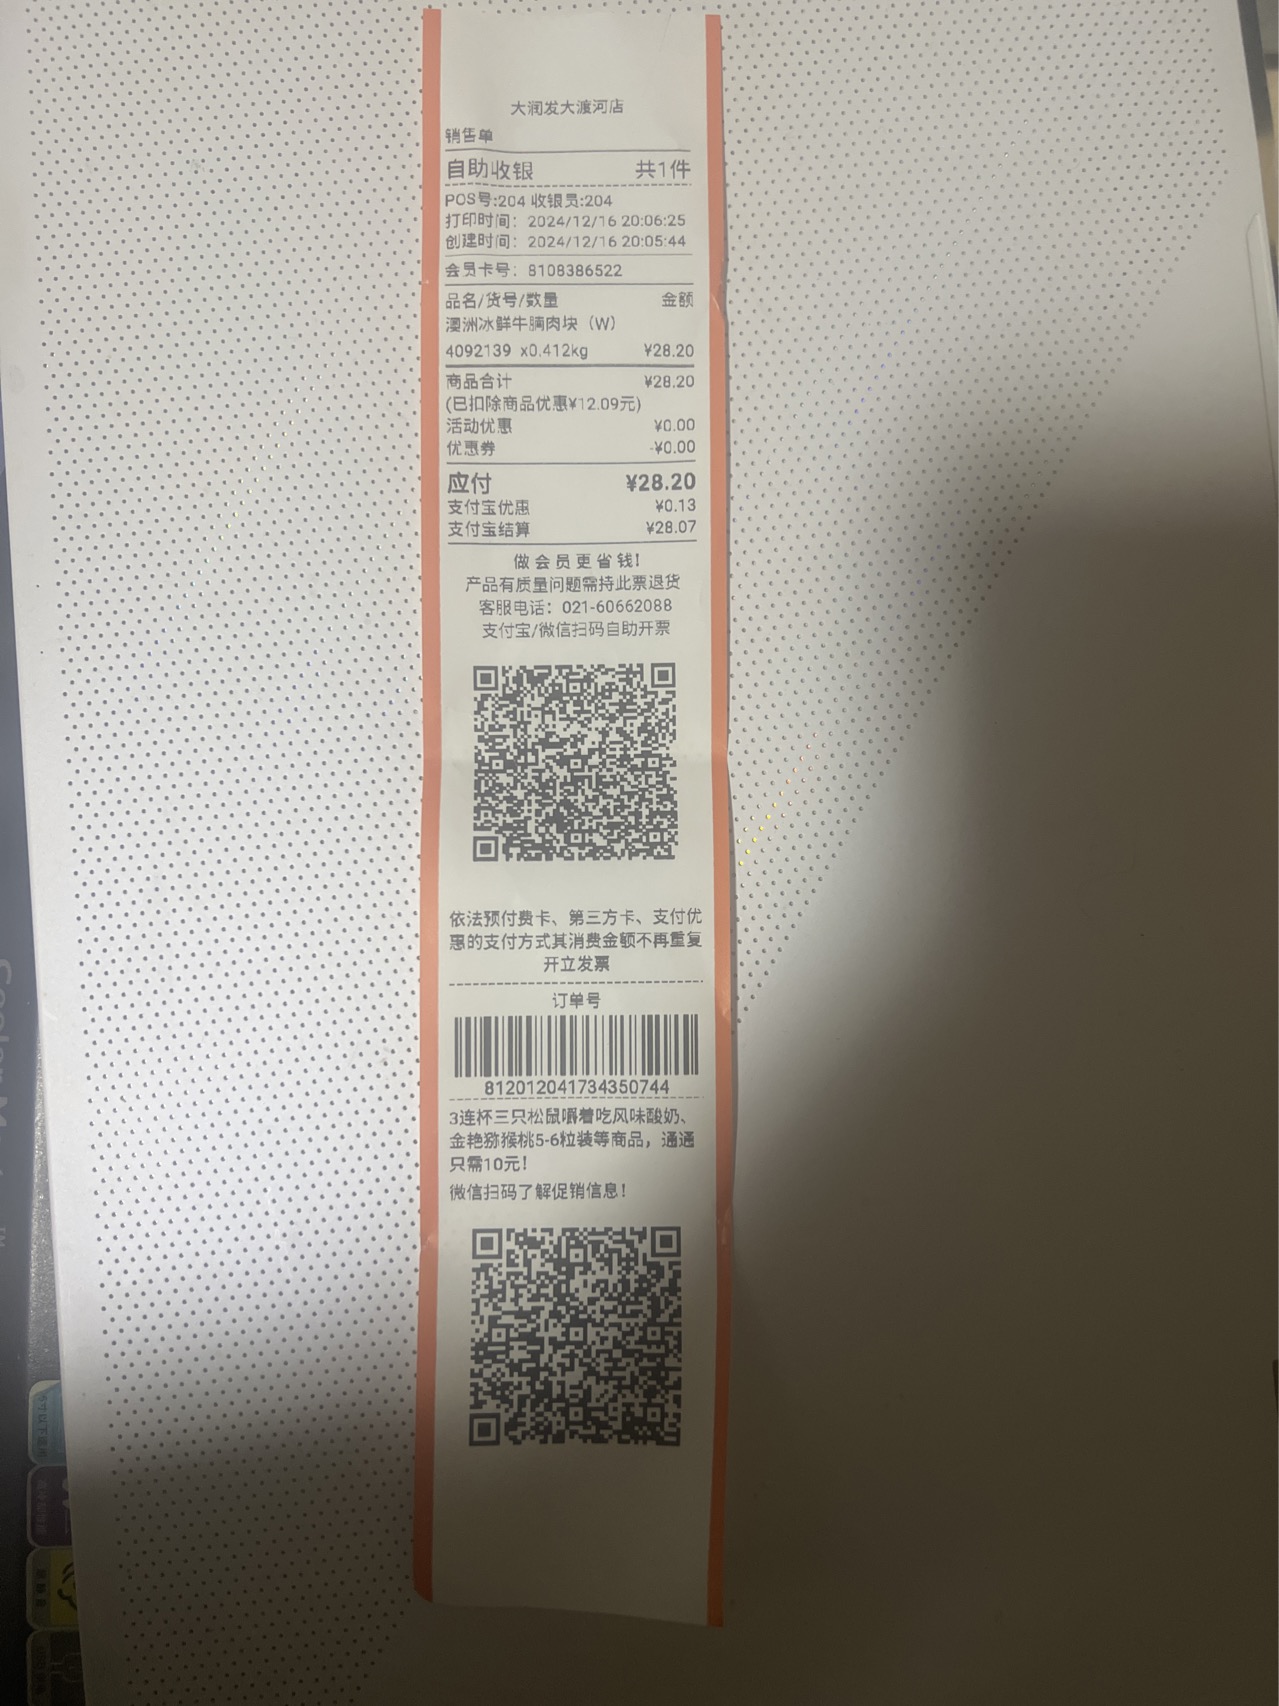 大润发大渡河店
销售单
自助收银 共1件
POS号:204 收银员:204
打印时间： 2024/12/16 20:06:25
创建时间： 2024/12/16 20:05:44
会员卡号： 8108386522
品名/货号/数量 金额
澳洲冰鲜牛腩肉块（W）
4092139 x0.412kg ¥28.20
商品合计 ¥28.20
(已扣除商品优惠¥12.09元)
活动优惠 ¥0.00
优惠券 -¥0.00
应付 ¥28.20
支付宝优惠 ¥0.13
支付宝结算 ¥28.07
做会员更省钱!
产品有质量问题需持此票退货
客服电话： 021-60662088
支付宝/微信扫码自助开票
依法预付费卡、第三方卡、支付优
惠的支付方式其消费金额不再重复
开立发票
订单号
812012041734350744
3连杯三只松鼠嚼着吃风味酸奶、
金艳猕猴桃5-6粒装等商品，通通
只需10元!
微信扫码了解促销信息!